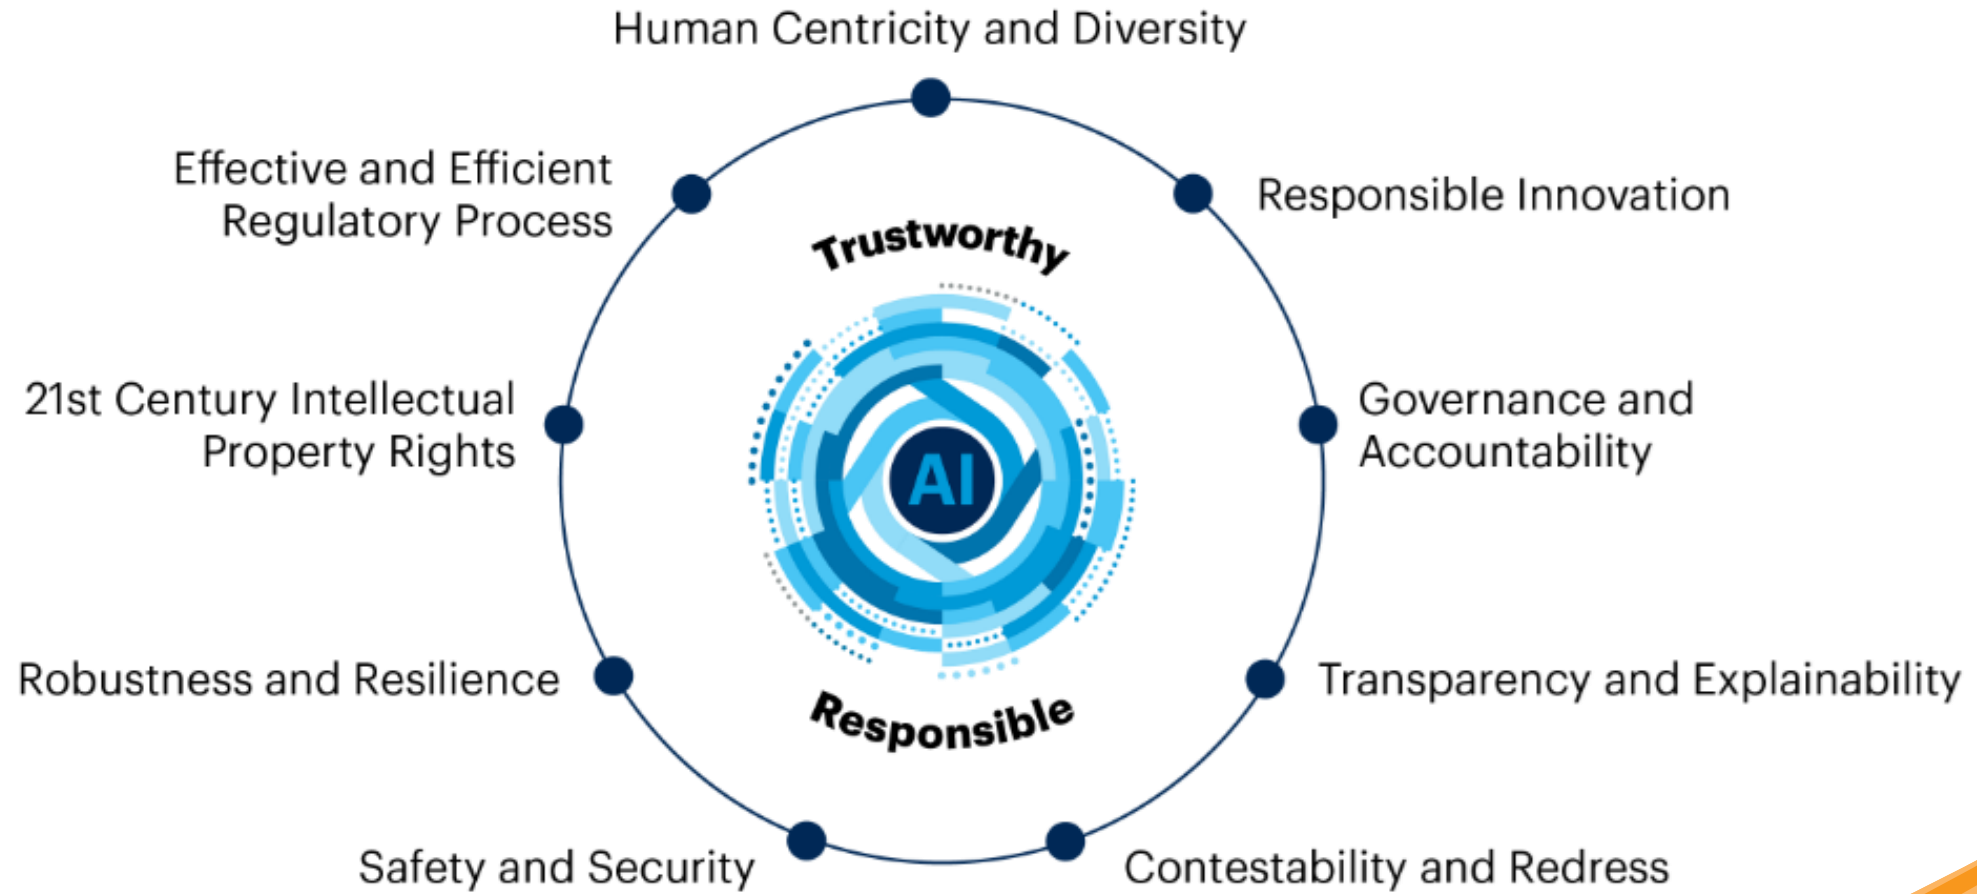 Human Centricity and Diversity
Effective and Efficient
Regulatory Process
Responsible Innovation
Trustworthy
21st Century Intellectual
Property Rights
Governance and
Accountability
AI
Robustness and Resilience
Transparency and Explainability
Responsible
Safety and Security
Contestability and Redress